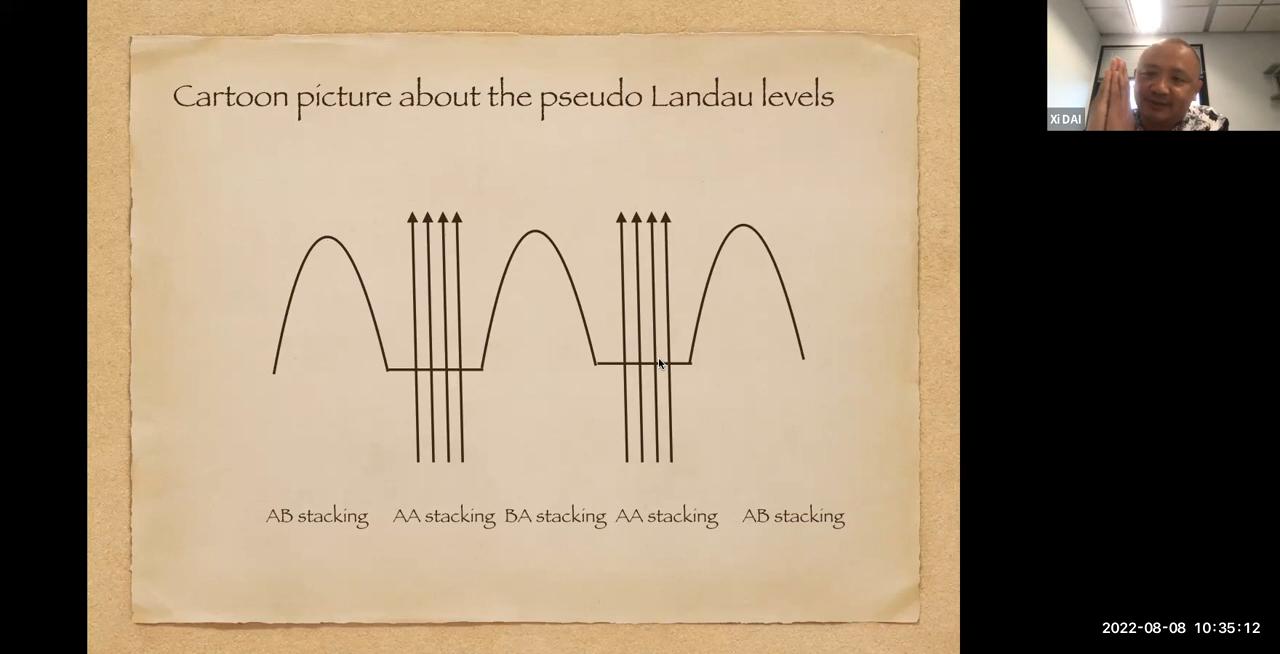 Cartoon picture about the pseudo Landau levels
Xi DAI
AB stacking AA stacking BA stacking AA stacking AB stacking
2022-08-08 10:35:12